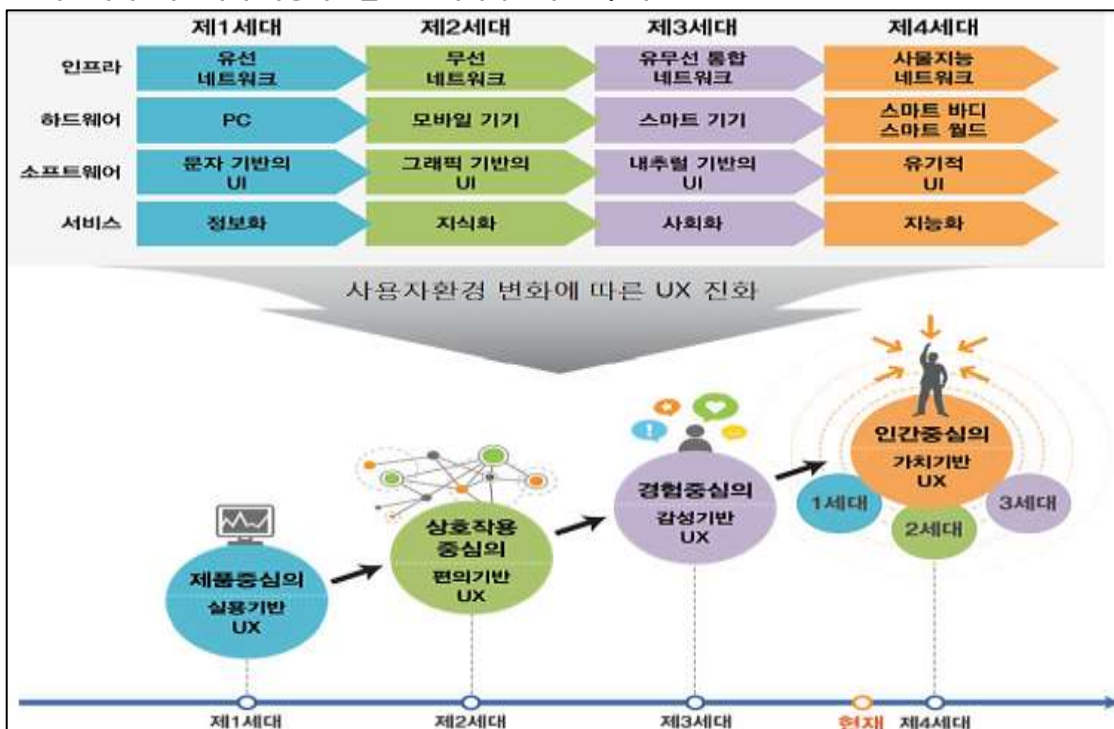 제1세대 제2세대 제3세대 제4세대
인프라 유선 네트워크 무선 네트워크 유무선 통합 네트워크 사물지능 네트워크
하드웨어 PC 모바일 기기 스마트 기기 스마트 바디 스마트 월드
소프트웨어 문자 기반의 UI 그래픽 기반의 UI 내추럴 기반의 UI 유기적 UI
서비스 정보화 지식화 사회화 지능화
사용자환경 변화에 따른 UX 진화
제품중심의
실용기반
UX
상호작용
중심의
편의기반
UX
경험중심의
감성기반
UX
인간중심의
가치기반
UX
1세대
2세대
3세대
제1세대 제2세대 제3세대 현재 제4세대